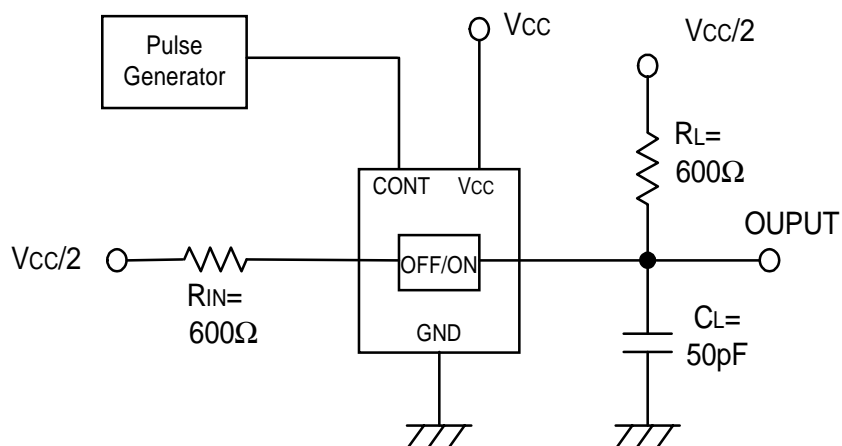 Pulse
Generator
VCC
VCC/2
RL=
600Ω
CONT
VCC
OUPUT
VCC/2
OFF/ON
RIN=
600Ω
GND
CL=
50pF